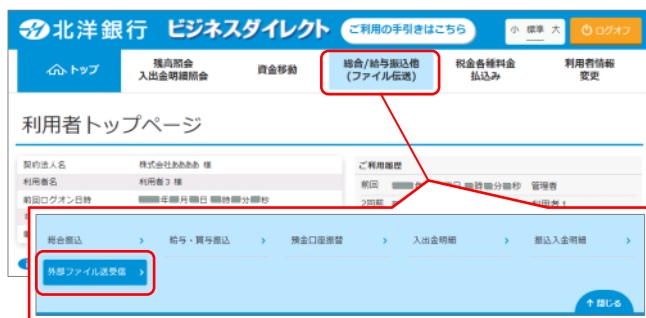 北洋銀行 ビジネスダイレクト ご利用の手引きはこちら 小 標準 大 ログオフ
トップ 残高照会 入出金明細照会 資金移動 総合/給与振込他 (ファイル伝送) 税金各種料金 払込み 利用者情報 変更
利用者トップページ
契約法人名 株式会社ああああ 様
利用者名 利用者3 様
前回ログオン日時 年 月 日 時 分 秒
ご利用履歴
前回 日 時 分 秒 管理者
2回前 利用者1
総合振込 給与・賞与振込 預金口座振替 入出金明細 振込入金明細
外部ファイル送受信
↑ 閉じる